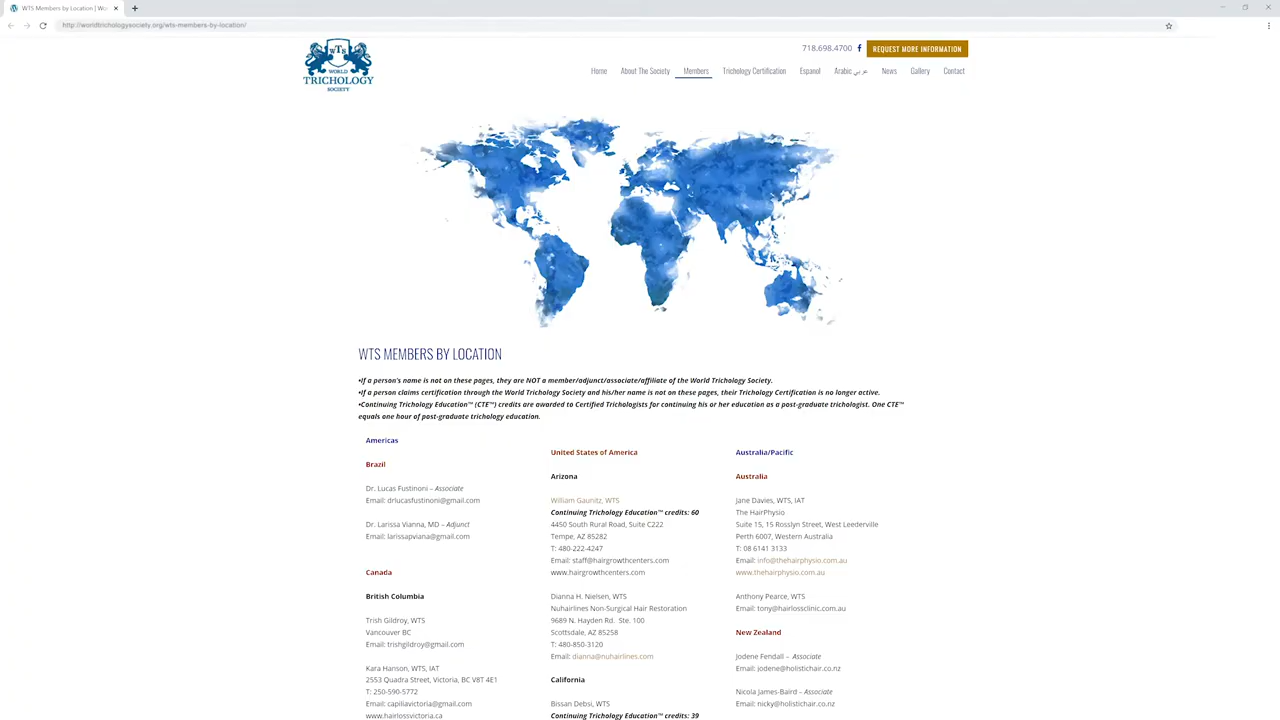 WTS Members by Location | Wo
http://worldtrichologysociety.org/wts-members-by-location/
WTS
WORLD
TRICHOLOGY
SOCIETY
718.698.4700
REQUEST MORE INFORMATION
Home
About The Society
Members
Trichology Certification
Espanol
Arabic عربي
News
Gallery
Contact
WTS MEMBERS BY LOCATION
•If a person's name is not on these pages, they are NOT a member/adjunct/associate/affiliate of the World Trichology Society.
•If a person claims certification through the World Trichology Society and his/her name is not on these pages, their Trichology Certification is no longer active.
•Continuing Trichology Education™ (CTE™) credits are awarded to Certified Trichologists for continuing his or her education as a post-graduate trichologist. One CTE™
equals one hour of post-graduate trichology education.
Americas
Brazil
Dr. Lucas Fustinoni – Associate
Email: drlucasfustinoni@gmail.com
Dr. Larissa Vianna, MD – Adjunct
Email: larissapviana@gmail.com
Canada
British Columbia
Trish Gildroy, WTS
Vancouver BC
Email: trishgildroy@gmail.com
Kara Hanson, WTS, IAT
2553 Quadra Street, Victoria, BC V8T 4E1
T: 250-590-5772
Email: capiliavictoria@gmail.com
www.hairlossvictoria.ca
United States of America
Arizona
William Gaunitz, WTS
Continuing Trichology Education™ credits: 60
4450 South Rural Road, Suite C222
Tempe, AZ 85282
T: 480-222-4247
Email: staff@hairgrowthcenters.com
www.hairgrowthcenters.com
Dianna H. Nielsen, WTS
Nuhairlines Non-Surgical Hair Restoration
9689 N. Hayden Rd. Ste. 100
Scottsdale, AZ 85258
T: 480-850-3120
Email: dianna@nuhairlines.com
California
Bissan Debsi, WTS
Continuing Trichology Education™ credits: 39
Australia/Pacific
Australia
Jane Davies, WTS, IAT
The HairPhysio
Suite 15, 15 Rosslyn Street, West Leederville
Perth 6007, Western Australia
T: 08 6141 3133
Email: info@thehairphysio.com.au
www.thehairphysio.com.au
Anthony Pearce, WTS
Email: tony@hairlossclinic.com.au
New Zealand
Jodene Fendall – Associate
Email: jodene@holistichair.co.nz
Nicola James-Baird – Associate
Email: nicky@holistichair.co.nz